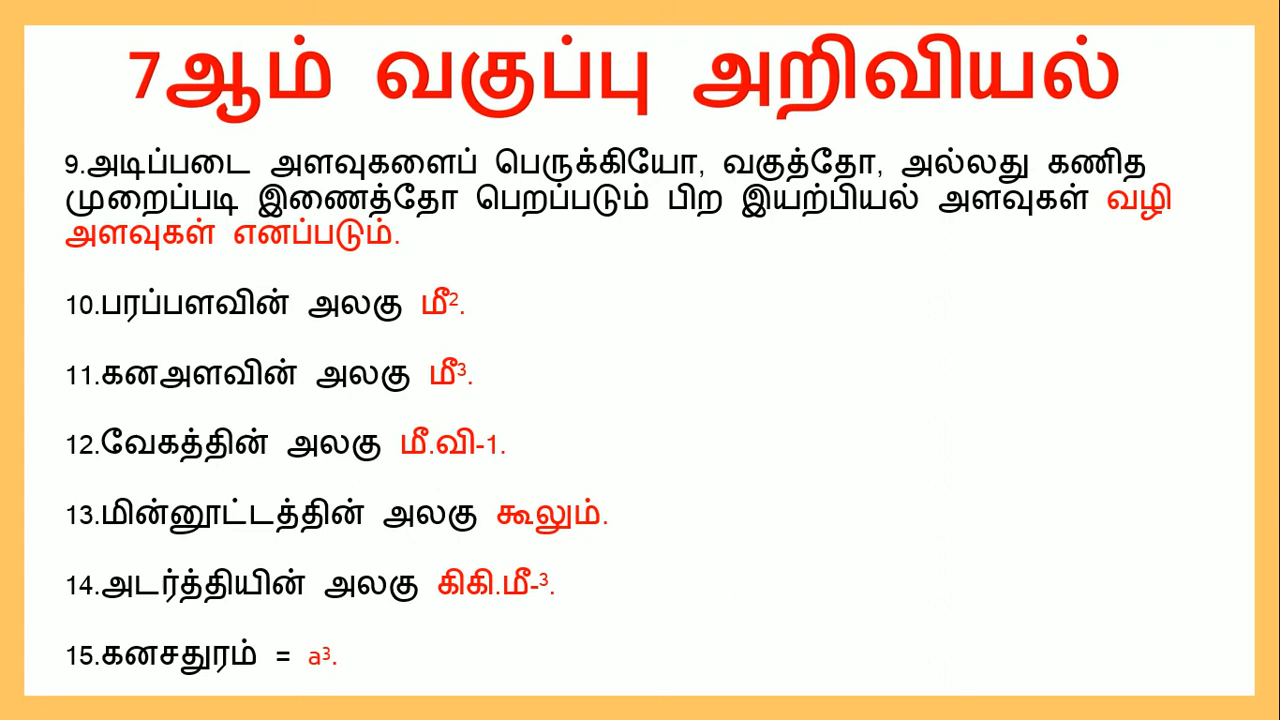 7ஆம் வகுப்பு அறிவியல்
9.அடிப்படை அளவுகளைப் பெருக்கியோ, வகுத்தோ, அல்லது கணித
முறைப்படி இணைத்தோ பெறப்படும் பிற இயற்பியல் அளவுகள் வழி
அளவுகள் எனப்படும்.
10.பரப்பளவின் அலகு மீ².
11.கனஅளவின் அலகு மீ³.
12.வேகத்தின் அலகு மீ.வி-1.
13.மின்னூட்டத்தின் அலகு கூலும்.
14.அடர்த்தியின் அலகு கிகி.மீ-³.
15.கனசதுரம் = a³.